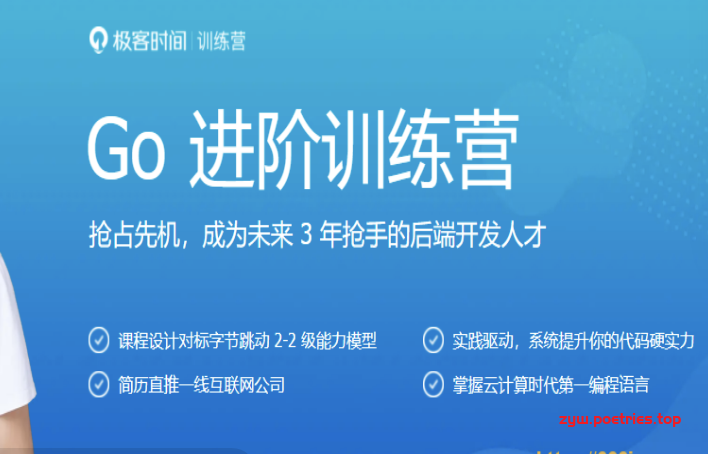 极客时间 | 训练营
Go 进阶训练营
抢占先机，成为未来 3 年抢手的后端开发人才
课程设计对标字节跳动 2-2 级能力模型
实践驱动，系统提升你的代码硬实力
简历直推一线互联网公司
掌握云计算时代第一编程语言
zyw.poetries.top